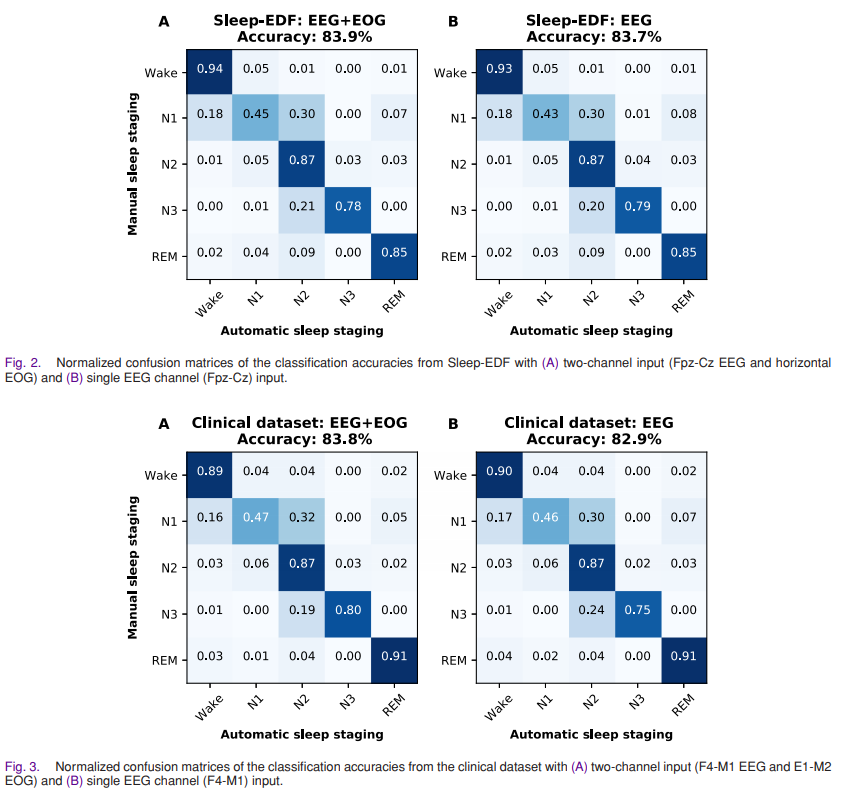 A Sleep-EDF: EEG+EOG
Accuracy: 83.9%
Manual sleep staging
Wake 0.94 0.05 0.01 0.00 0.01
N1 0.18 0.45 0.30 0.00 0.07
N2 0.01 0.05 0.87 0.03 0.03
N3 0.00 0.01 0.21 0.78 0.00
REM 0.02 0.04 0.09 0.00 0.85
Wake N1 N2 N3 REM
Automatic sleep staging
B Sleep-EDF: EEG
Accuracy: 83.7%
Wake 0.93 0.05 0.01 0.00 0.01
N1 0.18 0.43 0.30 0.01 0.08
N2 0.01 0.05 0.87 0.04 0.03
N3 0.00 0.01 0.20 0.79 0.00
REM 0.02 0.03 0.09 0.00 0.85
Wake N1 N2 N3 REM
Automatic sleep staging
Fig. 2. Normalized confusion matrices of the classification accuracies from Sleep-EDF with (A) two-channel input (Fpz-Cz EEG and horizontal
EOG) and (B) single EEG channel (Fpz-Cz) input.
A Clinical dataset: EEG+EOG
Accuracy: 83.8%
Manual sleep staging
Wake 0.89 0.04 0.04 0.00 0.02
N1 0.16 0.47 0.32 0.00 0.05
N2 0.03 0.06 0.87 0.03 0.02
N3 0.01 0.00 0.19 0.80 0.00
REM 0.03 0.01 0.04 0.00 0.91
Wake N1 N2 N3 REM
Automatic sleep staging
B Clinical dataset: EEG
Accuracy: 82.9%
Wake 0.90 0.04 0.04 0.00 0.02
N1 0.17 0.46 0.30 0.00 0.07
N2 0.03 0.06 0.87 0.02 0.03
N3 0.01 0.00 0.24 0.75 0.00
REM 0.04 0.02 0.04 0.00 0.91
Wake N1 N2 N3 REM
Automatic sleep staging
Fig. 3. Normalized confusion matrices of the classification accuracies from the clinical dataset with (A) two-channel input (F4-M1 EEG and E1-M2
EOG) and (B) single EEG channel (F4-M1) input.